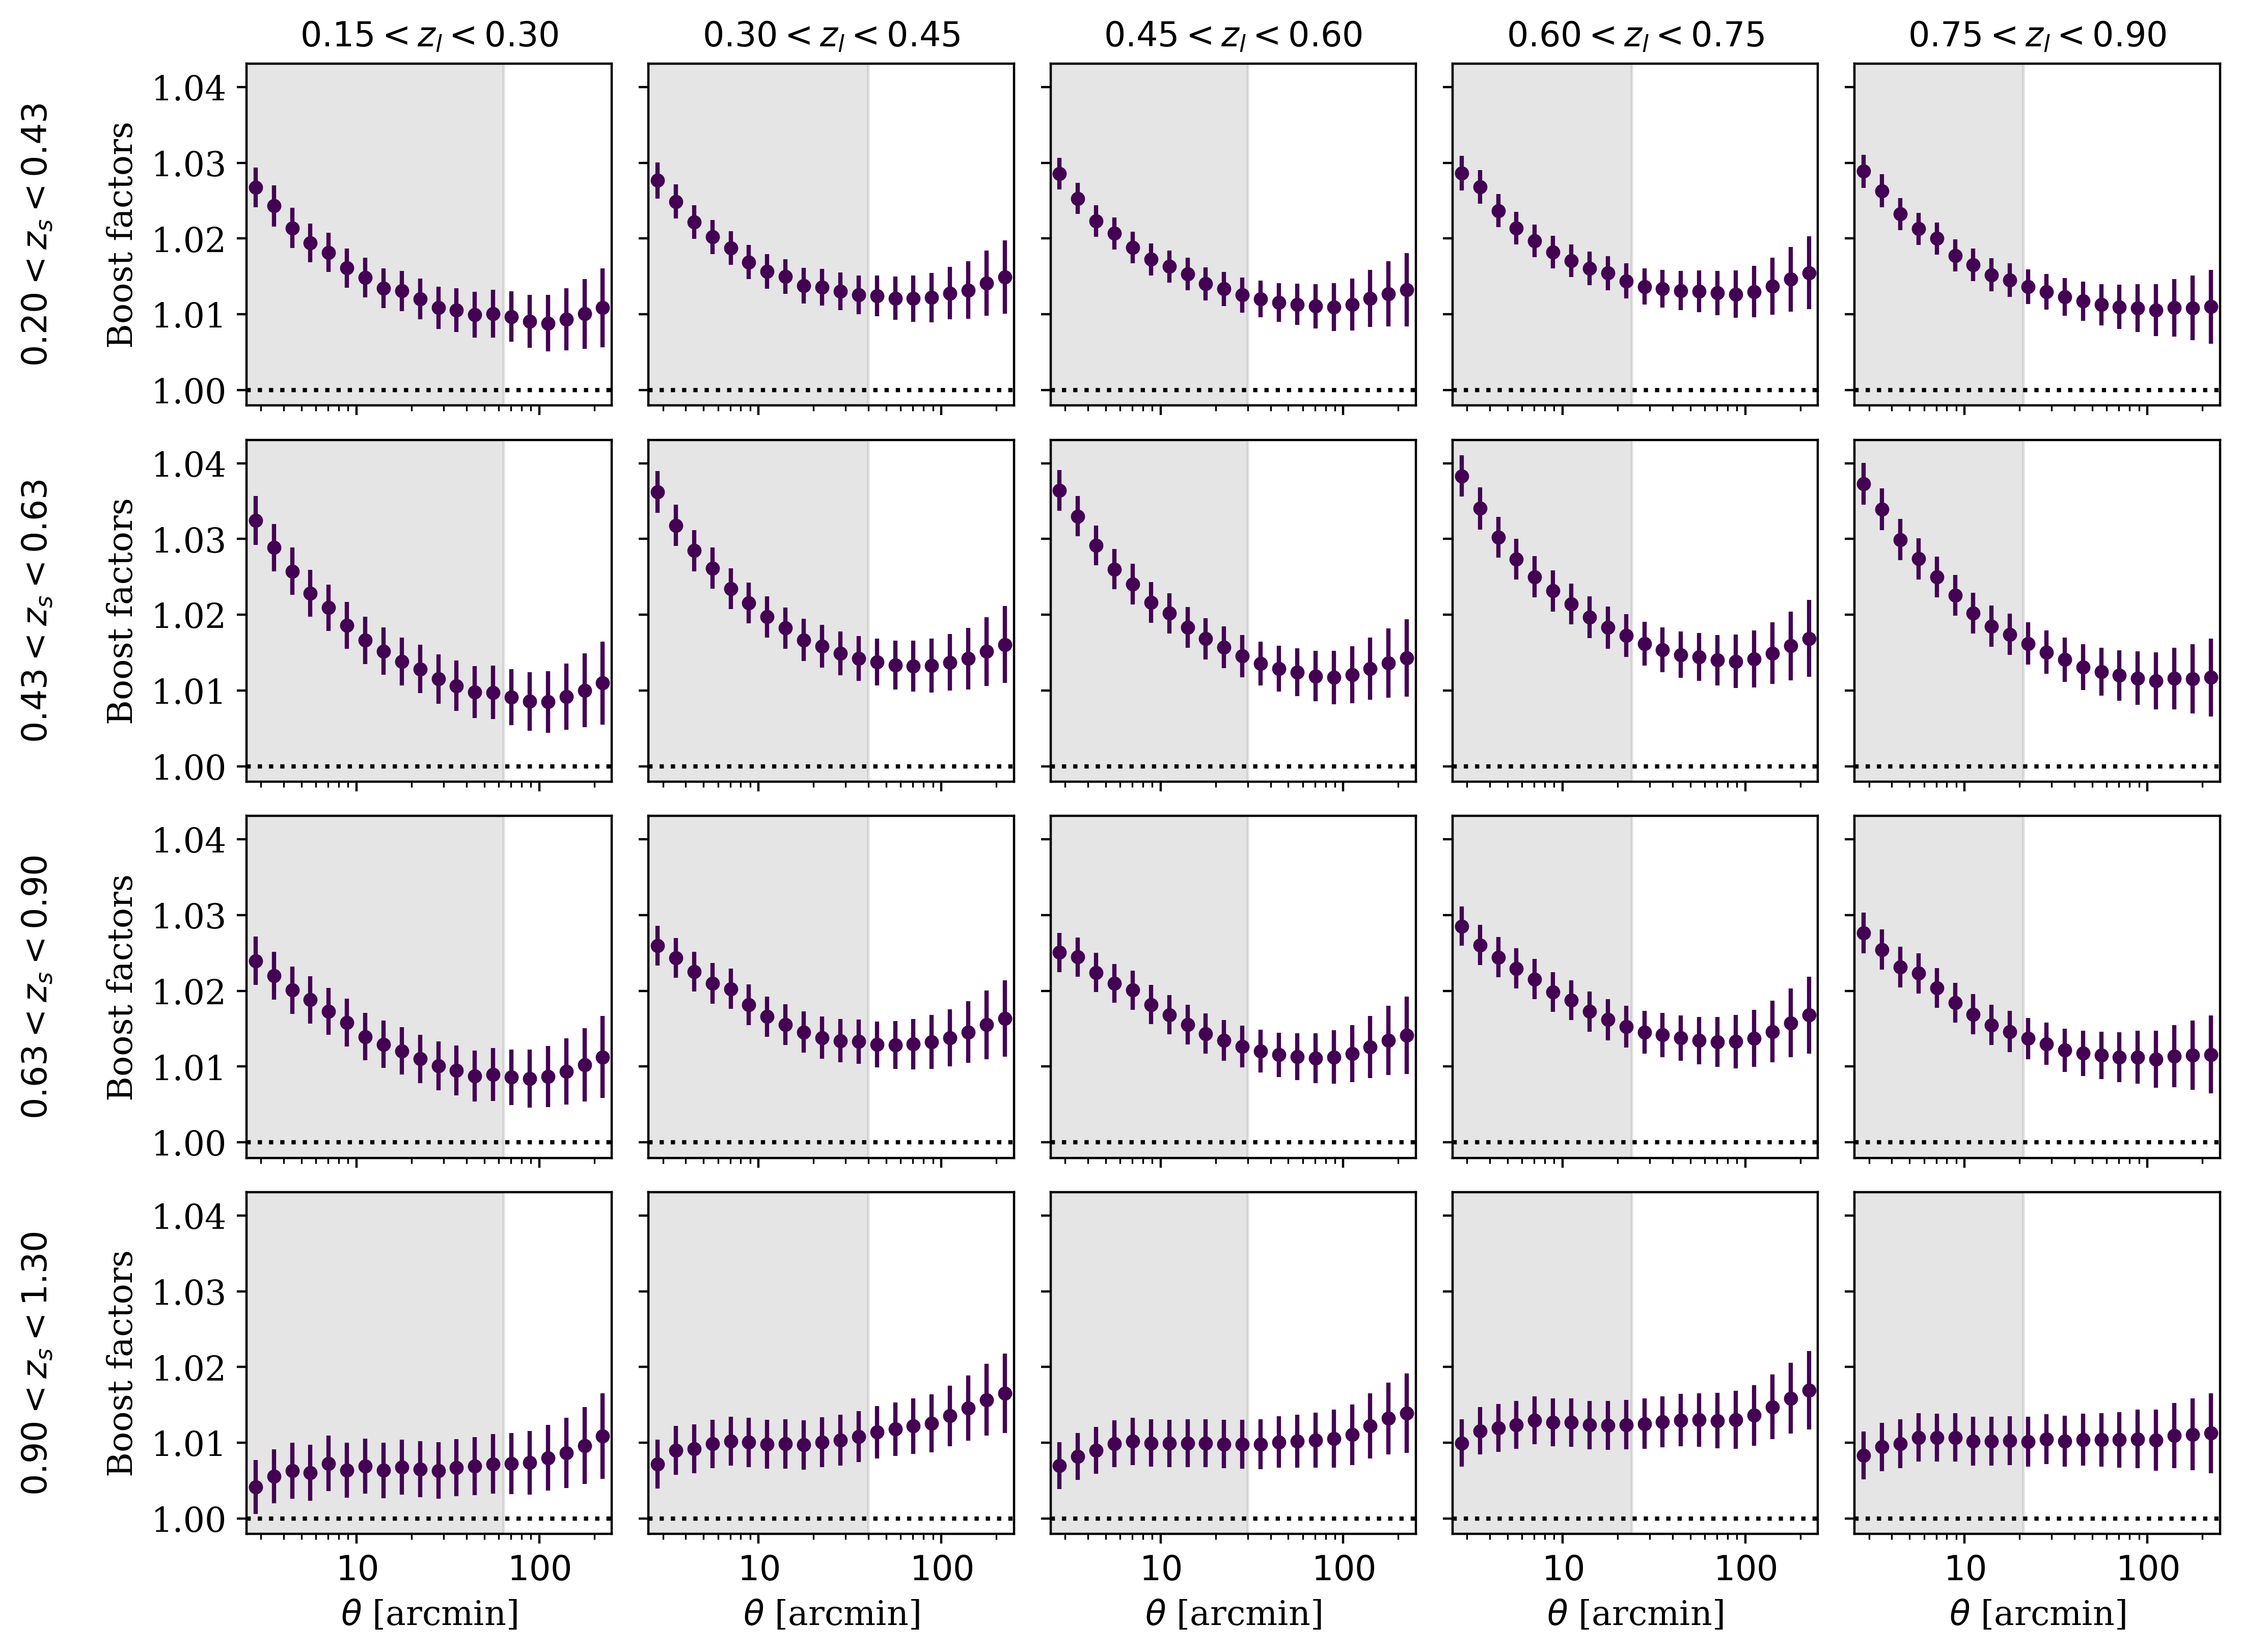 0.15 < z_l < 0.30 0.30 < z_l < 0.45 0.45 < z_l < 0.60 0.60 < z_l < 0.75 0.75 < z_l < 0.90
0.20 < z_s < 0.43
Boost factors
1.04
1.03
1.02
1.01
1.00
0.43 < z_s < 0.63
Boost factors
1.04
1.03
1.02
1.01
1.00
0.63 < z_s < 0.90
Boost factors
1.04
1.03
1.02
1.01
1.00
0.90 < z_s < 1.30
Boost factors
1.04
1.03
1.02
1.01
1.00
10 100 10 100 10 100 10 100 10 100
θ [arcmin] θ [arcmin] θ [arcmin] θ [arcmin] θ [arcmin]